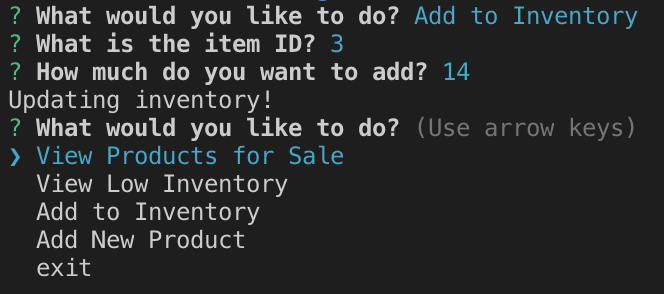 ? What would you like to do? Add to Inventory
? What is the item ID? 3
? How much do you want to add? 14
Updating inventory!
? What would you like to do? (Use arrow keys)
❯ View Products for Sale
View Low Inventory
Add to Inventory
Add New Product
exit